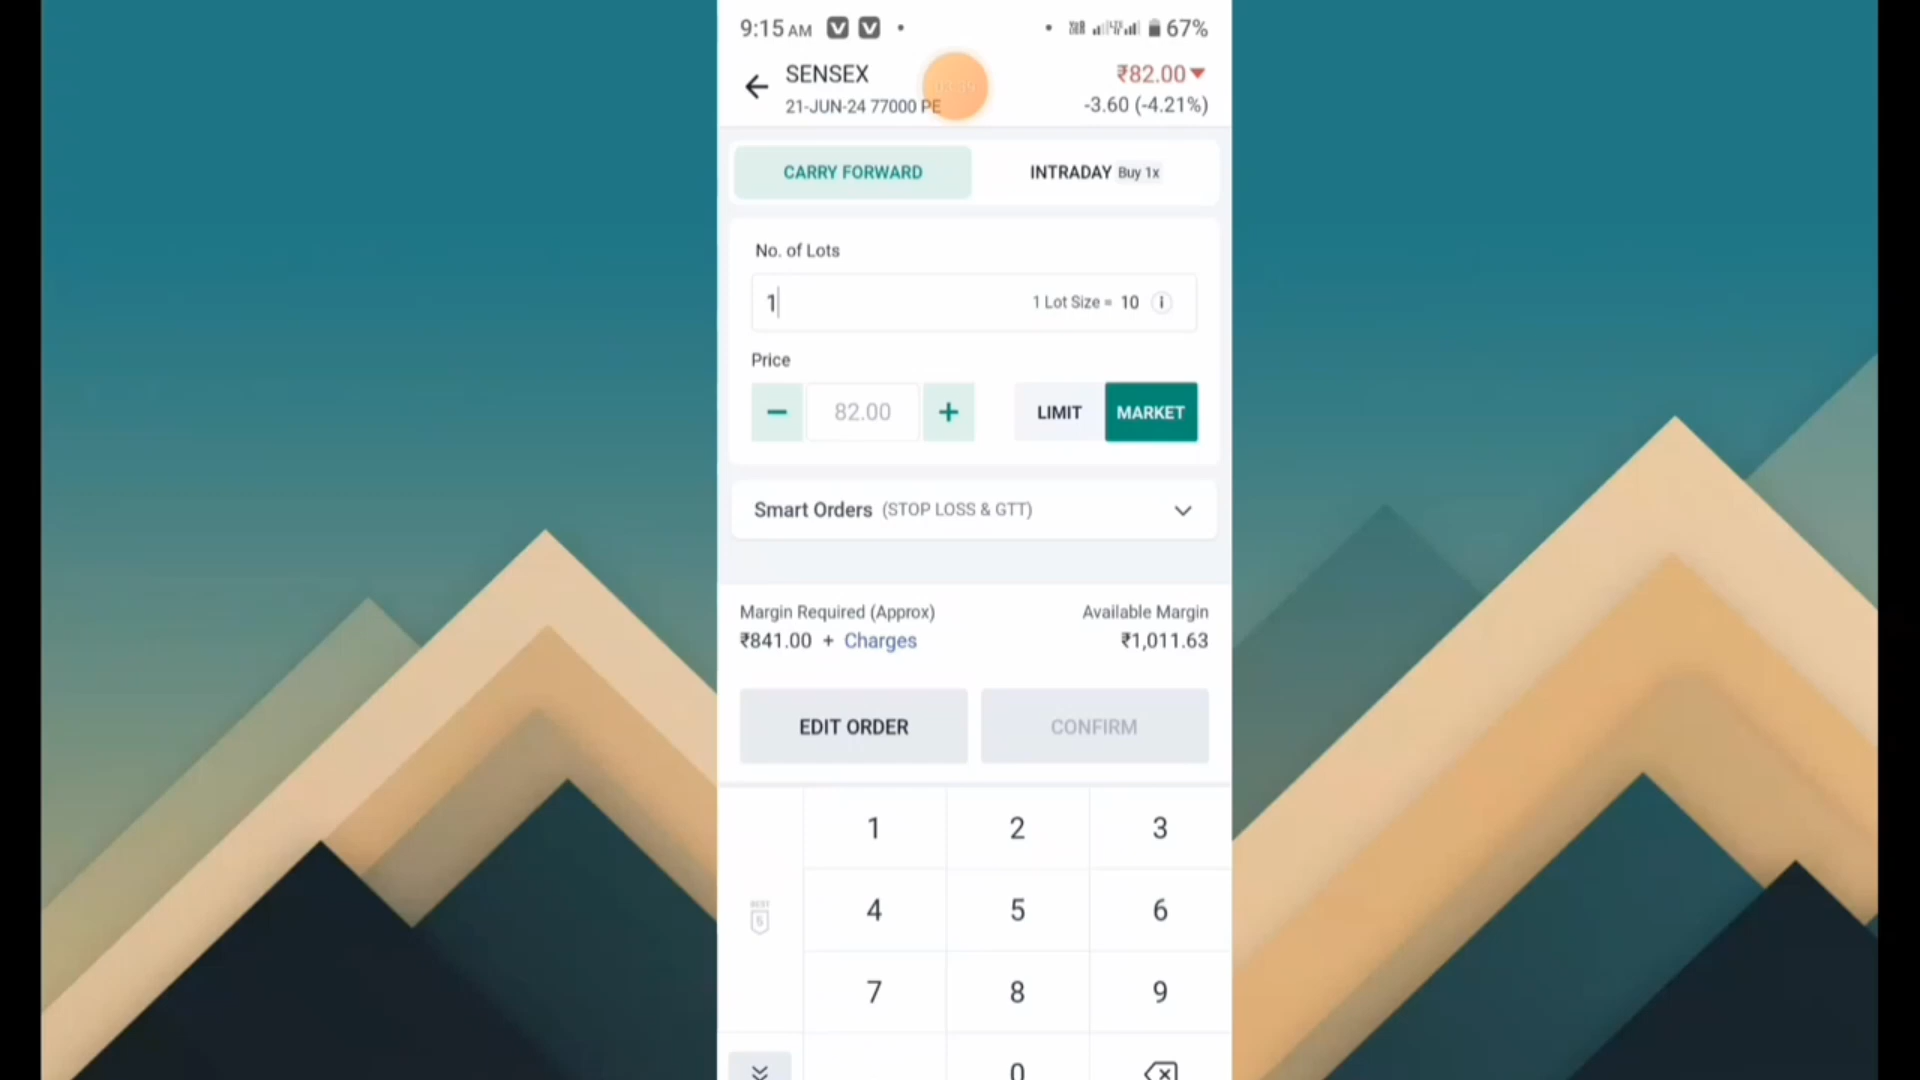 9:15 AM
67%
SENSEX
₹82.00
21-JUN-24 77000 PE
-3.60 (-4.21%)
CARRY FORWARD
INTRADAY Buy 1x
No. of Lots
1
1 Lot Size = 10 i
Price
− 82.00 +
LIMIT
MARKET
Smart Orders (STOP LOSS & GTT)
Margin Required (Approx)
Available Margin
₹841.00 + Charges
₹1,011.63
EDIT ORDER
CONFIRM
1 2 3
BEST
5
4 5 6
7 8 9
0